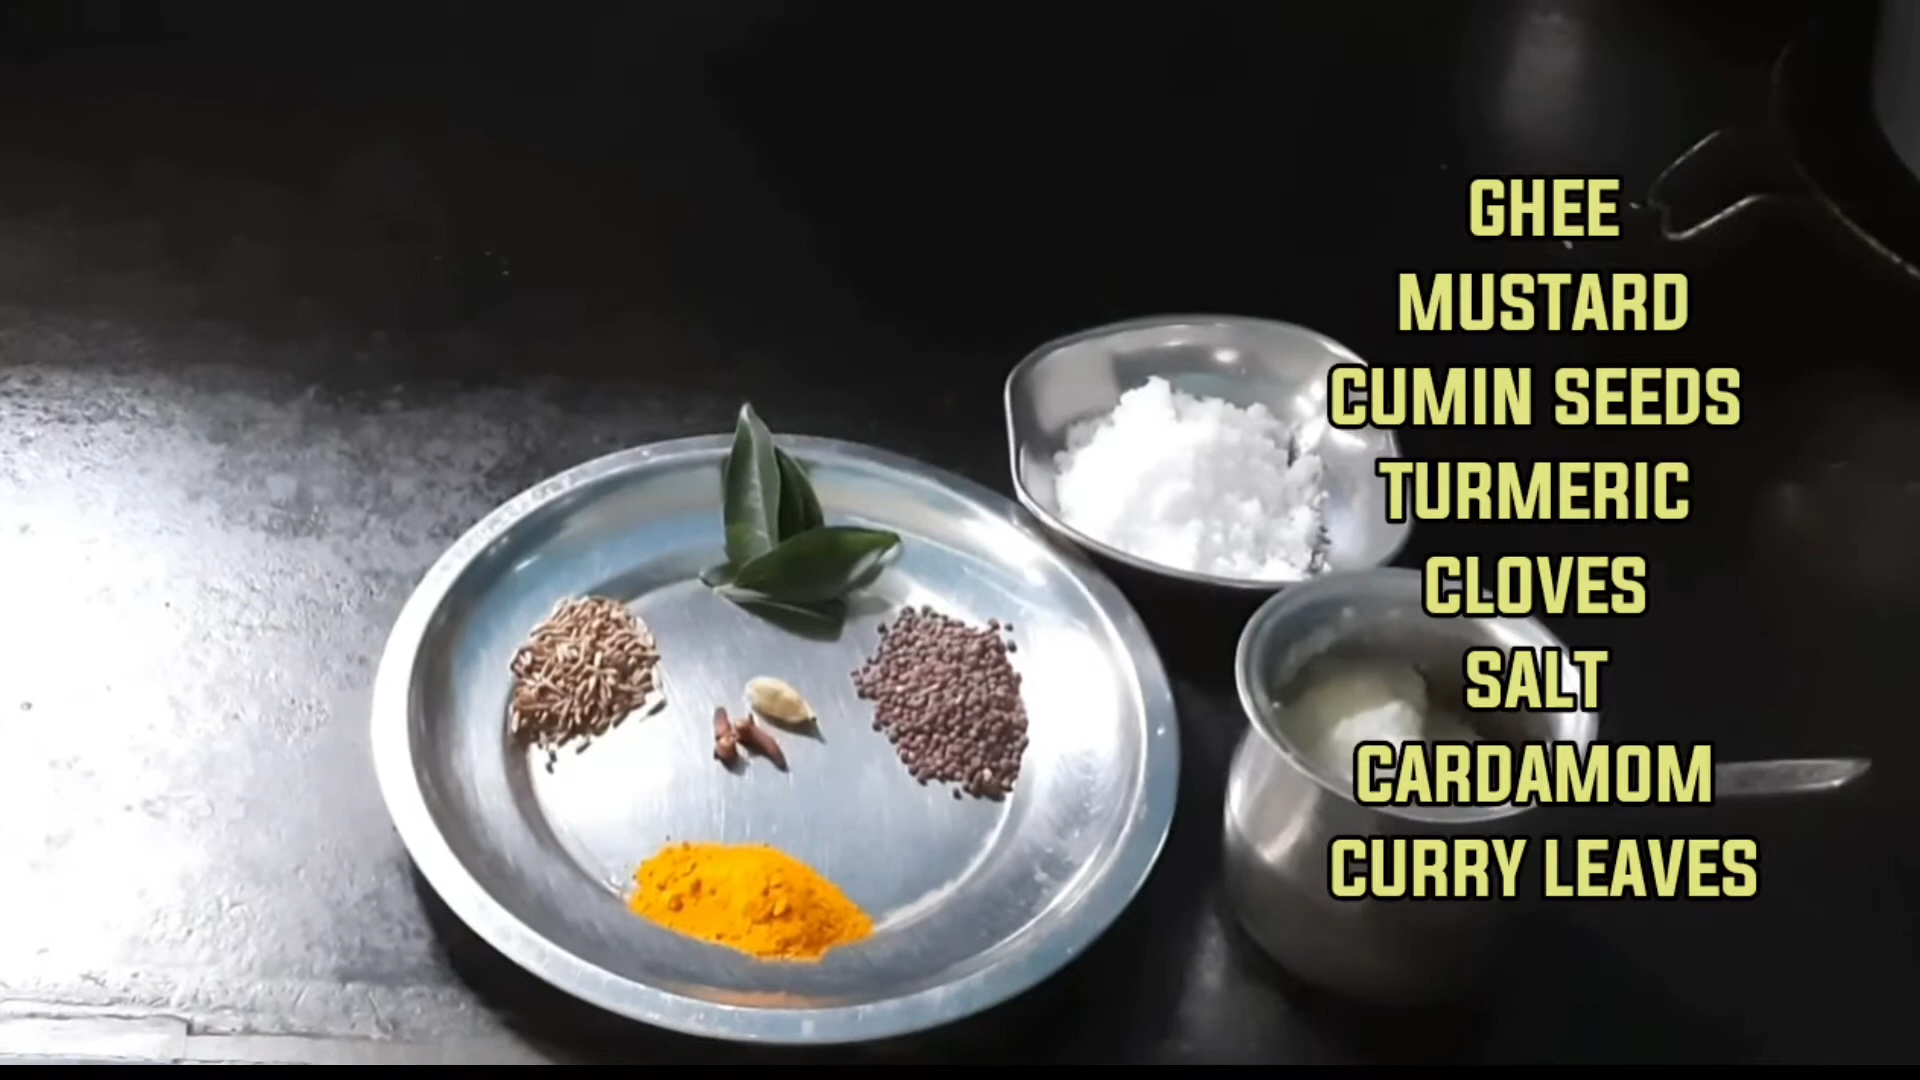 GHEE
MUSTARD
CUMIN SEEDS
TURMERIC
CLOVES
SALT
CARDAMOM
CURRY LEAVES